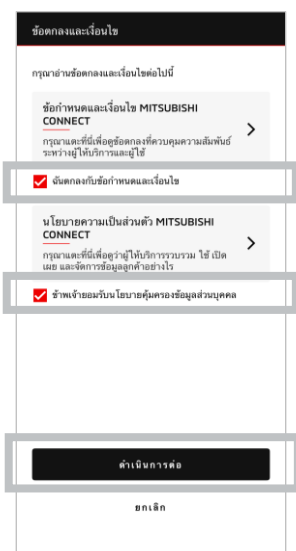 ข้อตกลงและเงื่อนไข
กรุณาอ่านข้อตกลงและเงื่อนไขต่อไปนี้
ข้อกำหนดและเงื่อนไข MITSUBISHI
CONNECT
กรุณาแตะที่นี่เพื่อดูข้อตกลงที่ควบคุมความสัมพันธ์
ระหว่างผู้ให้บริการและผู้ใช้
ฉันตกลงกับข้อกำหนดและเงื่อนไข
นโยบายความเป็นส่วนตัว MITSUBISHI
CONNECT
กรุณาแตะที่นี่เพื่อดูว่าผู้ให้บริการรวบรวม ใช้ เปิด
เผย และจัดการข้อมูลลูกค้าอย่างไร
ข้าพเจ้ายอมรับนโยบายคุ้มครองข้อมูลส่วนบุคคล
ดำเนินการต่อ
ยกเลิก